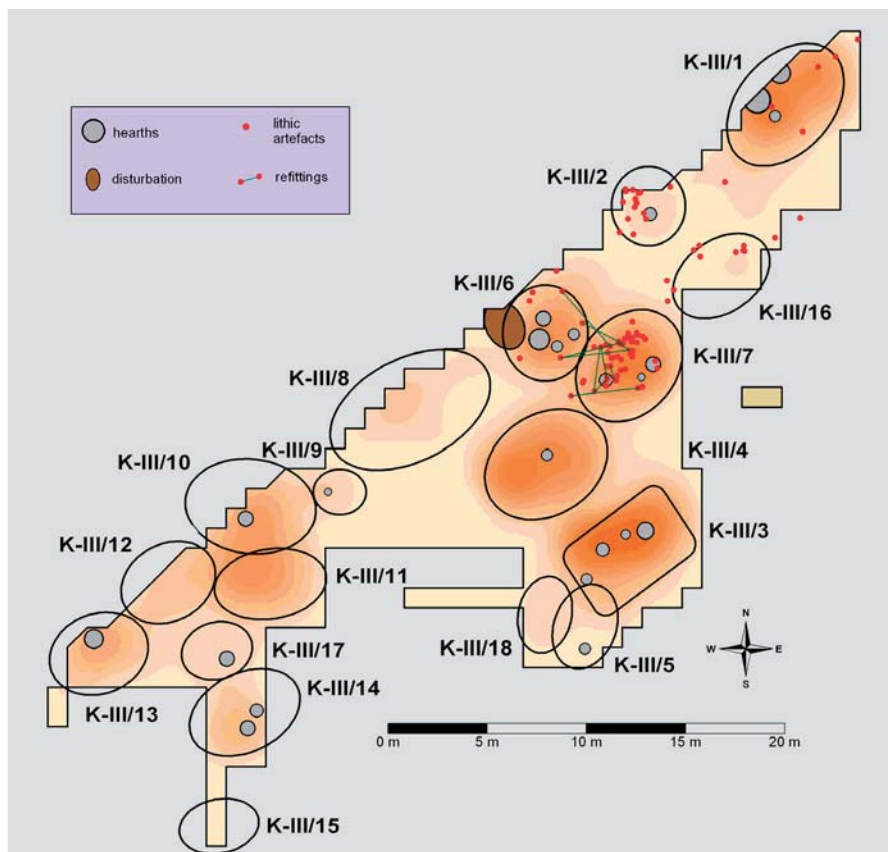 K-III/1
hearths
lithic
artefacts
disturbation
refittings
K-III/2
K-III/6
K-III/16
K-III/7
K-III/8
K-III/4
K-III/9
K-III/10
K-III/3
K-III/12
K-III/11
K-III/17
K-III/18
K-III/5
K-III/14
K-III/13
K-III/15
N
W
E
S
0 m
5 m
10 m
15 m
20 m